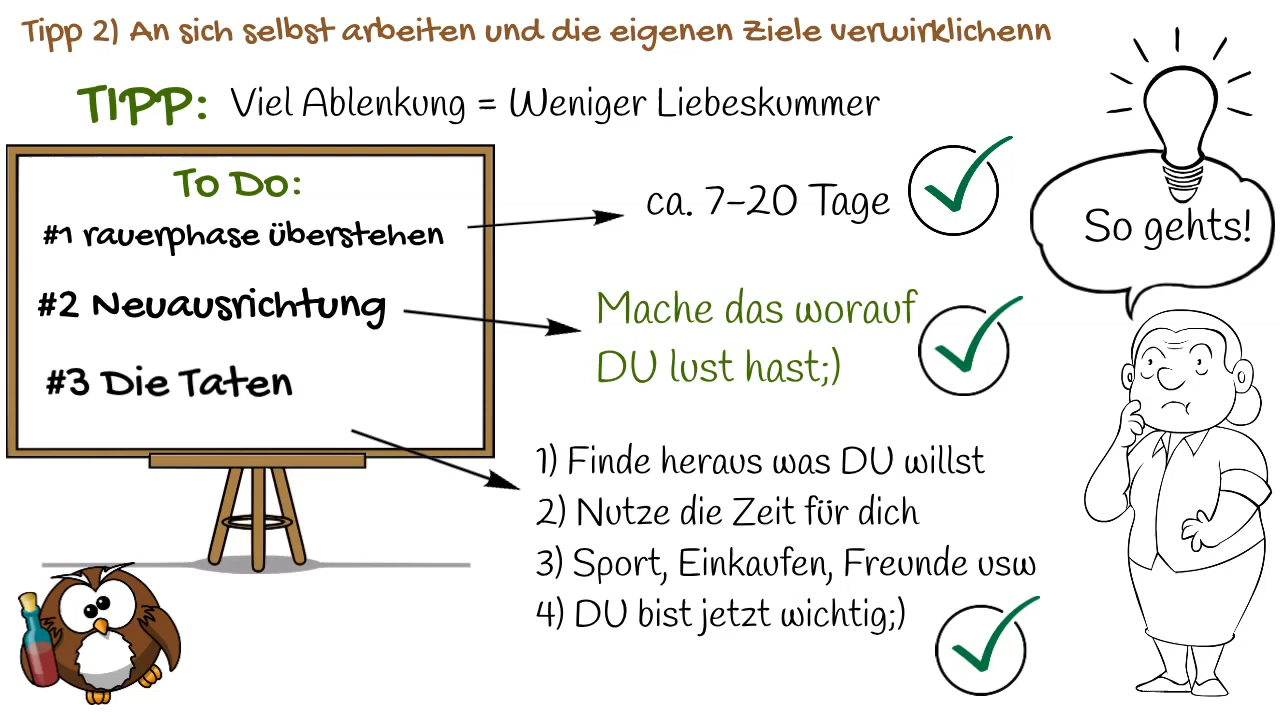 Tipp 2) An sich selbst arbeiten und die eigenen Ziele verwirklichenn
TIPP: Viel Ablenkung = Weniger Liebeskummer
To Do:
#1 rauerphase überstehen
ca. 7-20 Tage
So gehts!
#2 Neuausrichtung
Mache das worauf
DU lust hast;)
#3 Die Taten
1) Finde heraus was DU willst
2) Nutze die Zeit für dich
3) Sport, Einkaufen, Freunde usw
4) DU bist jetzt wichtig;)